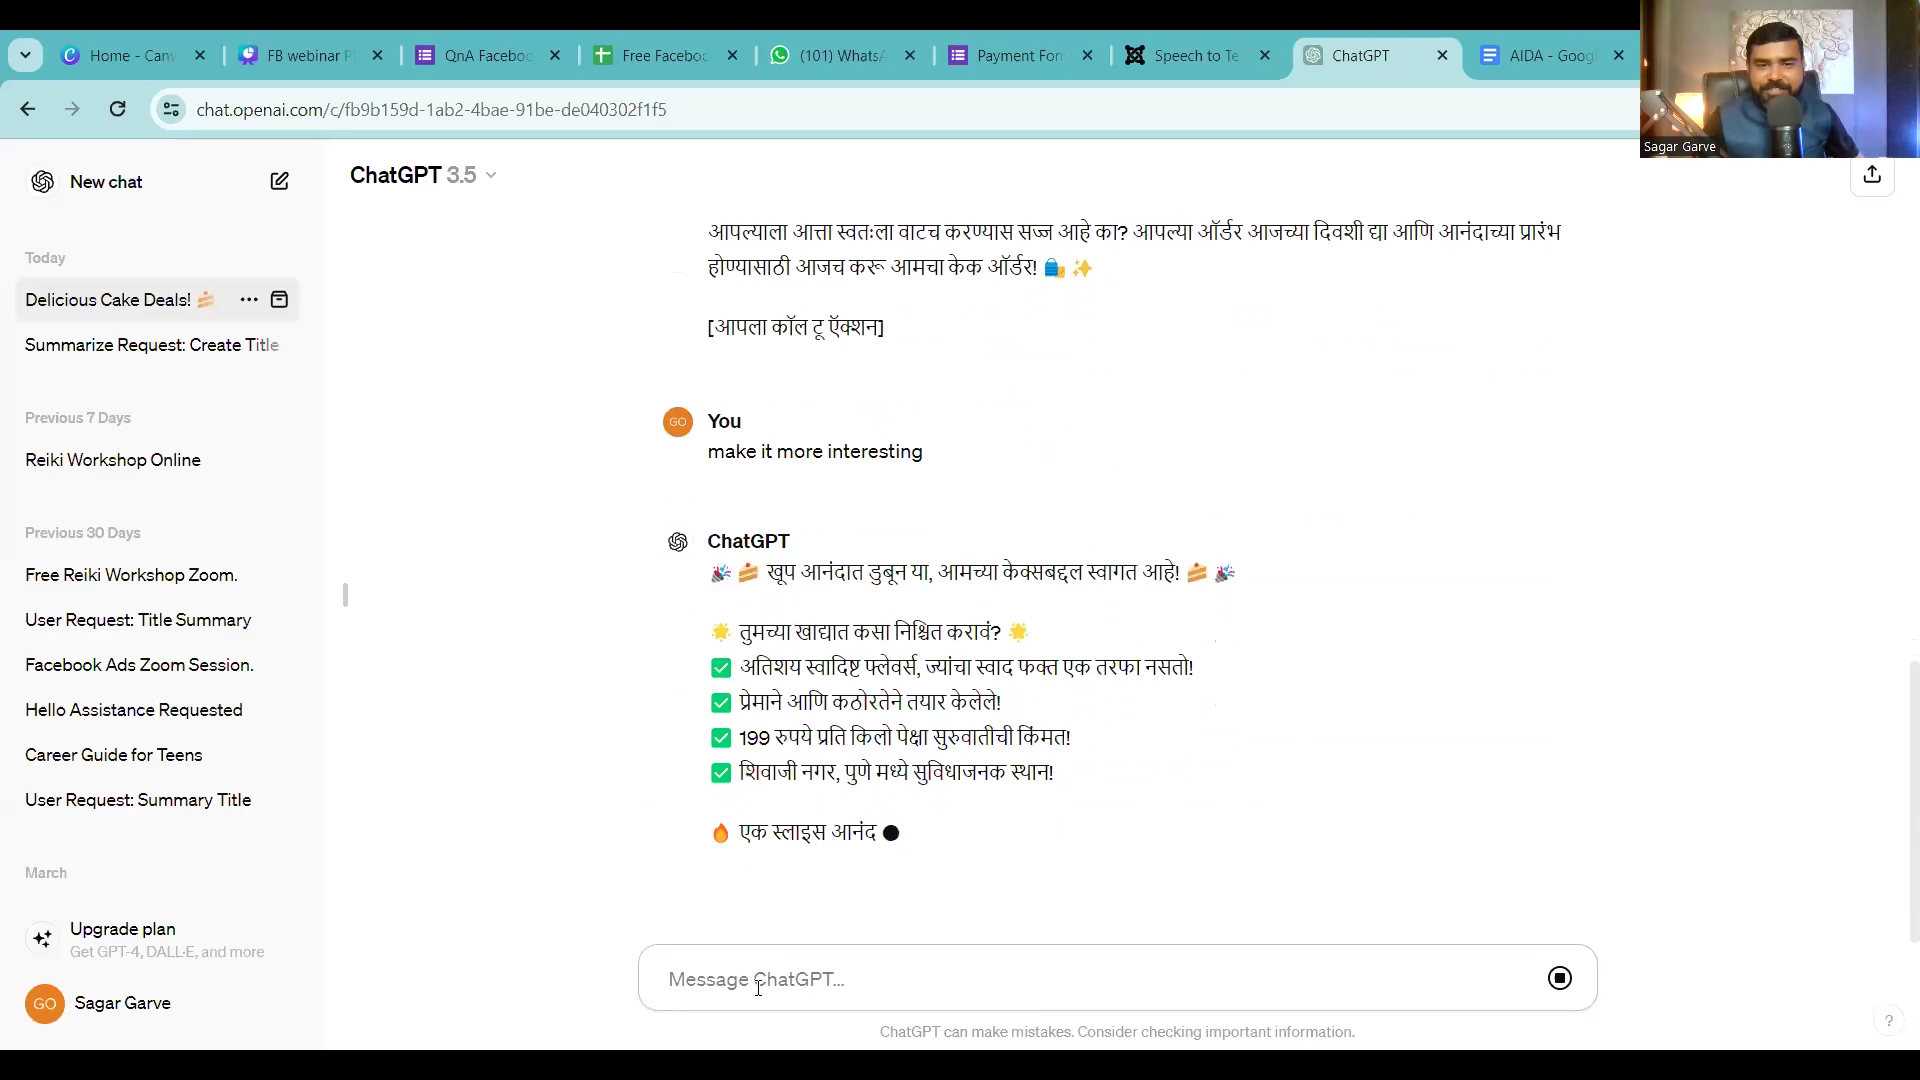 Home - Canv
FB webinar P
QnA Faceboo
Free Faceboo
(101) WhatsA
Payment For
Speech to Te
ChatGPT
AIDA - Goog
chat.openai.com/c/fb9b159d-1ab2-4bae-91be-de040302f1f5
Sagar Garve
New chat
ChatGPT 3.5
Today
Delicious Cake Deals! 🍰
Summarize Request: Create Title
Previous 7 Days
Reiki Workshop Online
Previous 30 Days
Free Reiki Workshop Zoom.
User Request: Title Summary
Facebook Ads Zoom Session.
Hello Assistance Requested
Career Guide for Teens
User Request: Summary Title
March
Upgrade plan
Get GPT-4, DALL·E, and more
GO Sagar Garve
आपल्याला आत्ता स्वतःला वाटच करण्यास सज्ज आहे का? आपल्या ऑर्डर आजच्या दिवशी द्या आणि आनंदाच्या प्रारंभ
होण्यासाठी आजच करू आमचा केक ऑर्डर! 🛍️ ✨
[आपला कॉल टू ऍक्शन]
GO You
make it more interesting
ChatGPT
🎉 🍰 खूप आनंदात डुबून या, आमच्या केक्सबद्दल स्वागत आहे! 🍰 🎉
🌟 तुमच्या खाद्यात कसा निश्चित करावं? 🌟
✅ अतिशय स्वादिष्ट फ्लेवर्स, ज्यांचा स्वाद फक्त एक तरफा नसतो!
✅ प्रेमाने आणि कठोरतेने तयार केलेले!
✅ 199 रुपये प्रति किलो पेक्षा सुरुवातीची किंमत!
✅ शिवाजी नगर, पुणे मध्ये सुविधाजनक स्थान!
🔥 एक स्लाइस आनंद
Message ChatGPT...
ChatGPT can make mistakes. Consider checking important information.
?